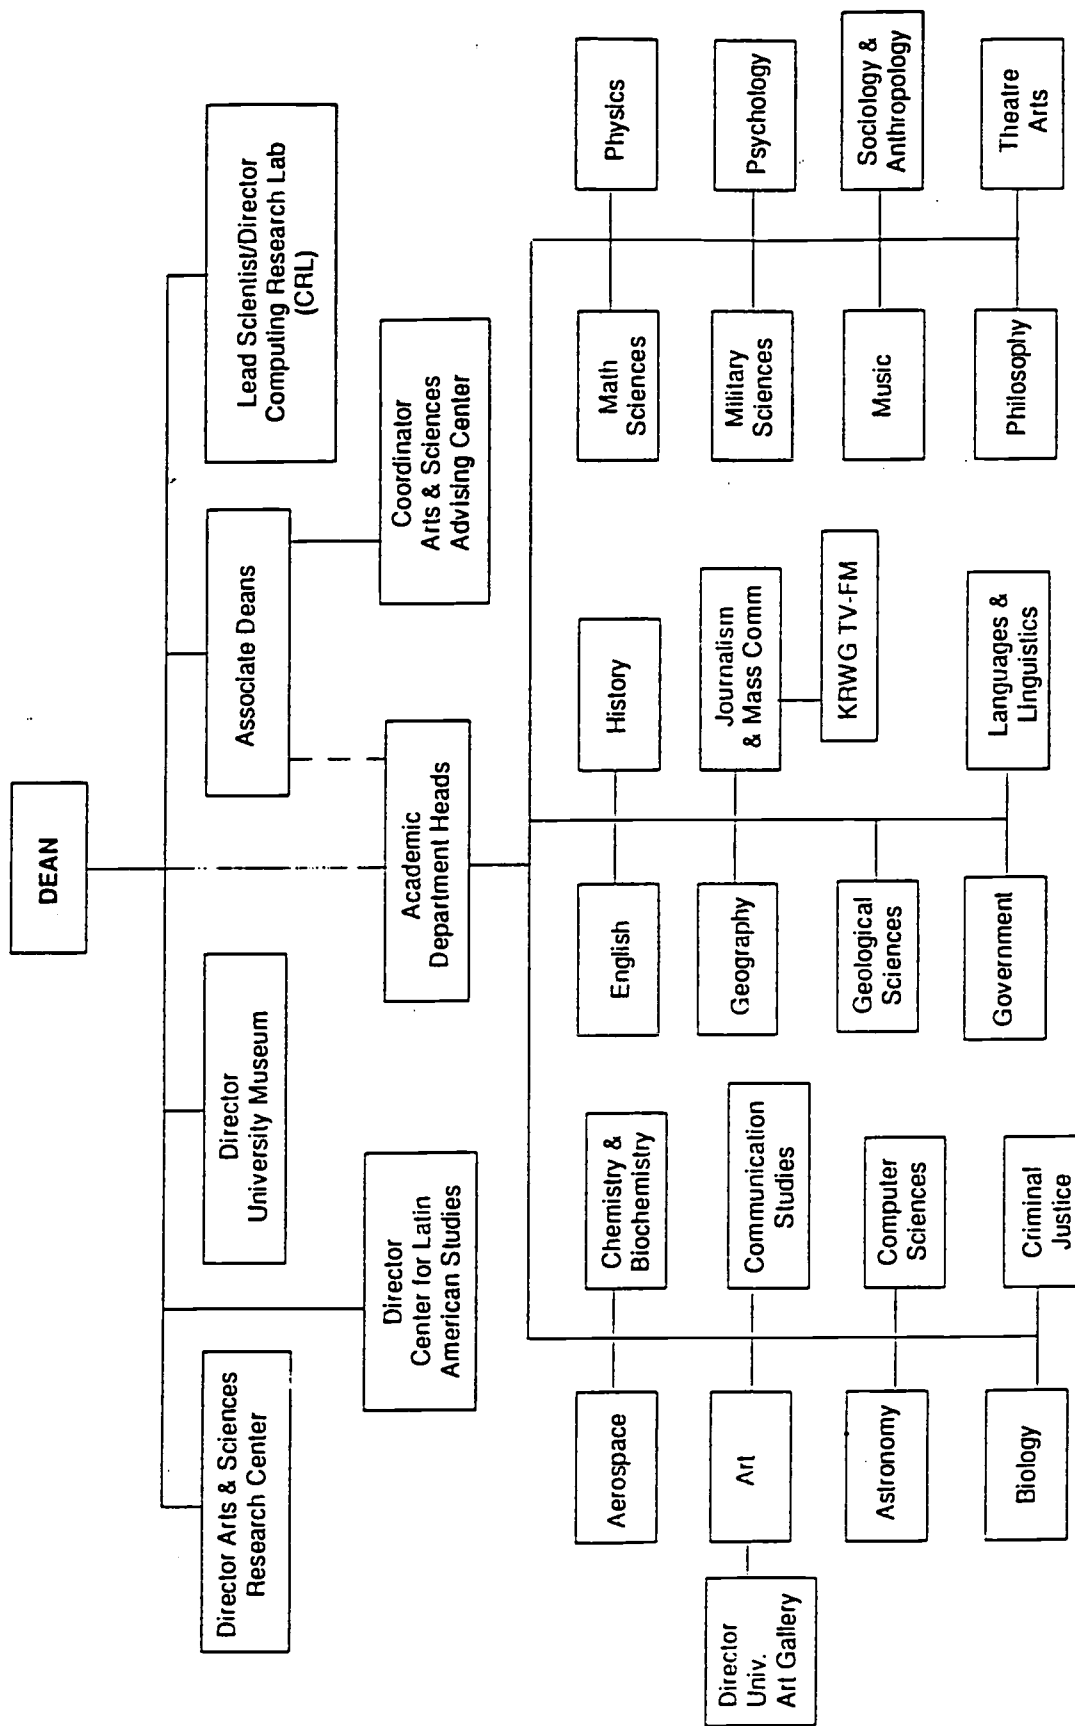 DEAN
Director Arts & Sciences
Research Center
Director
University Museum
Associate Deans
Lead Scientist/Director
Computing Research Lab
(CRL)
Director
Center for Latin
American Studies
Academic
Department Heads
Coordinator
Arts & Sciences
Advising Center
Aerospace
Chemistry &
Biochemistry
English
History
Math
Sciences
Physics
Director
Univ.
Art Gallery
Art
Communication
Studies
Geography
Journalism
& Mass Comm
Military
Sciences
Psychology
KRWG TV-FM
Astronomy
Computer
Sciences
Geological
Sciences
Music
Sociology &
Anthropology
Biology
Criminal
Justice
Government
Languages &
Linguistics
Philosophy
Theatre
Arts